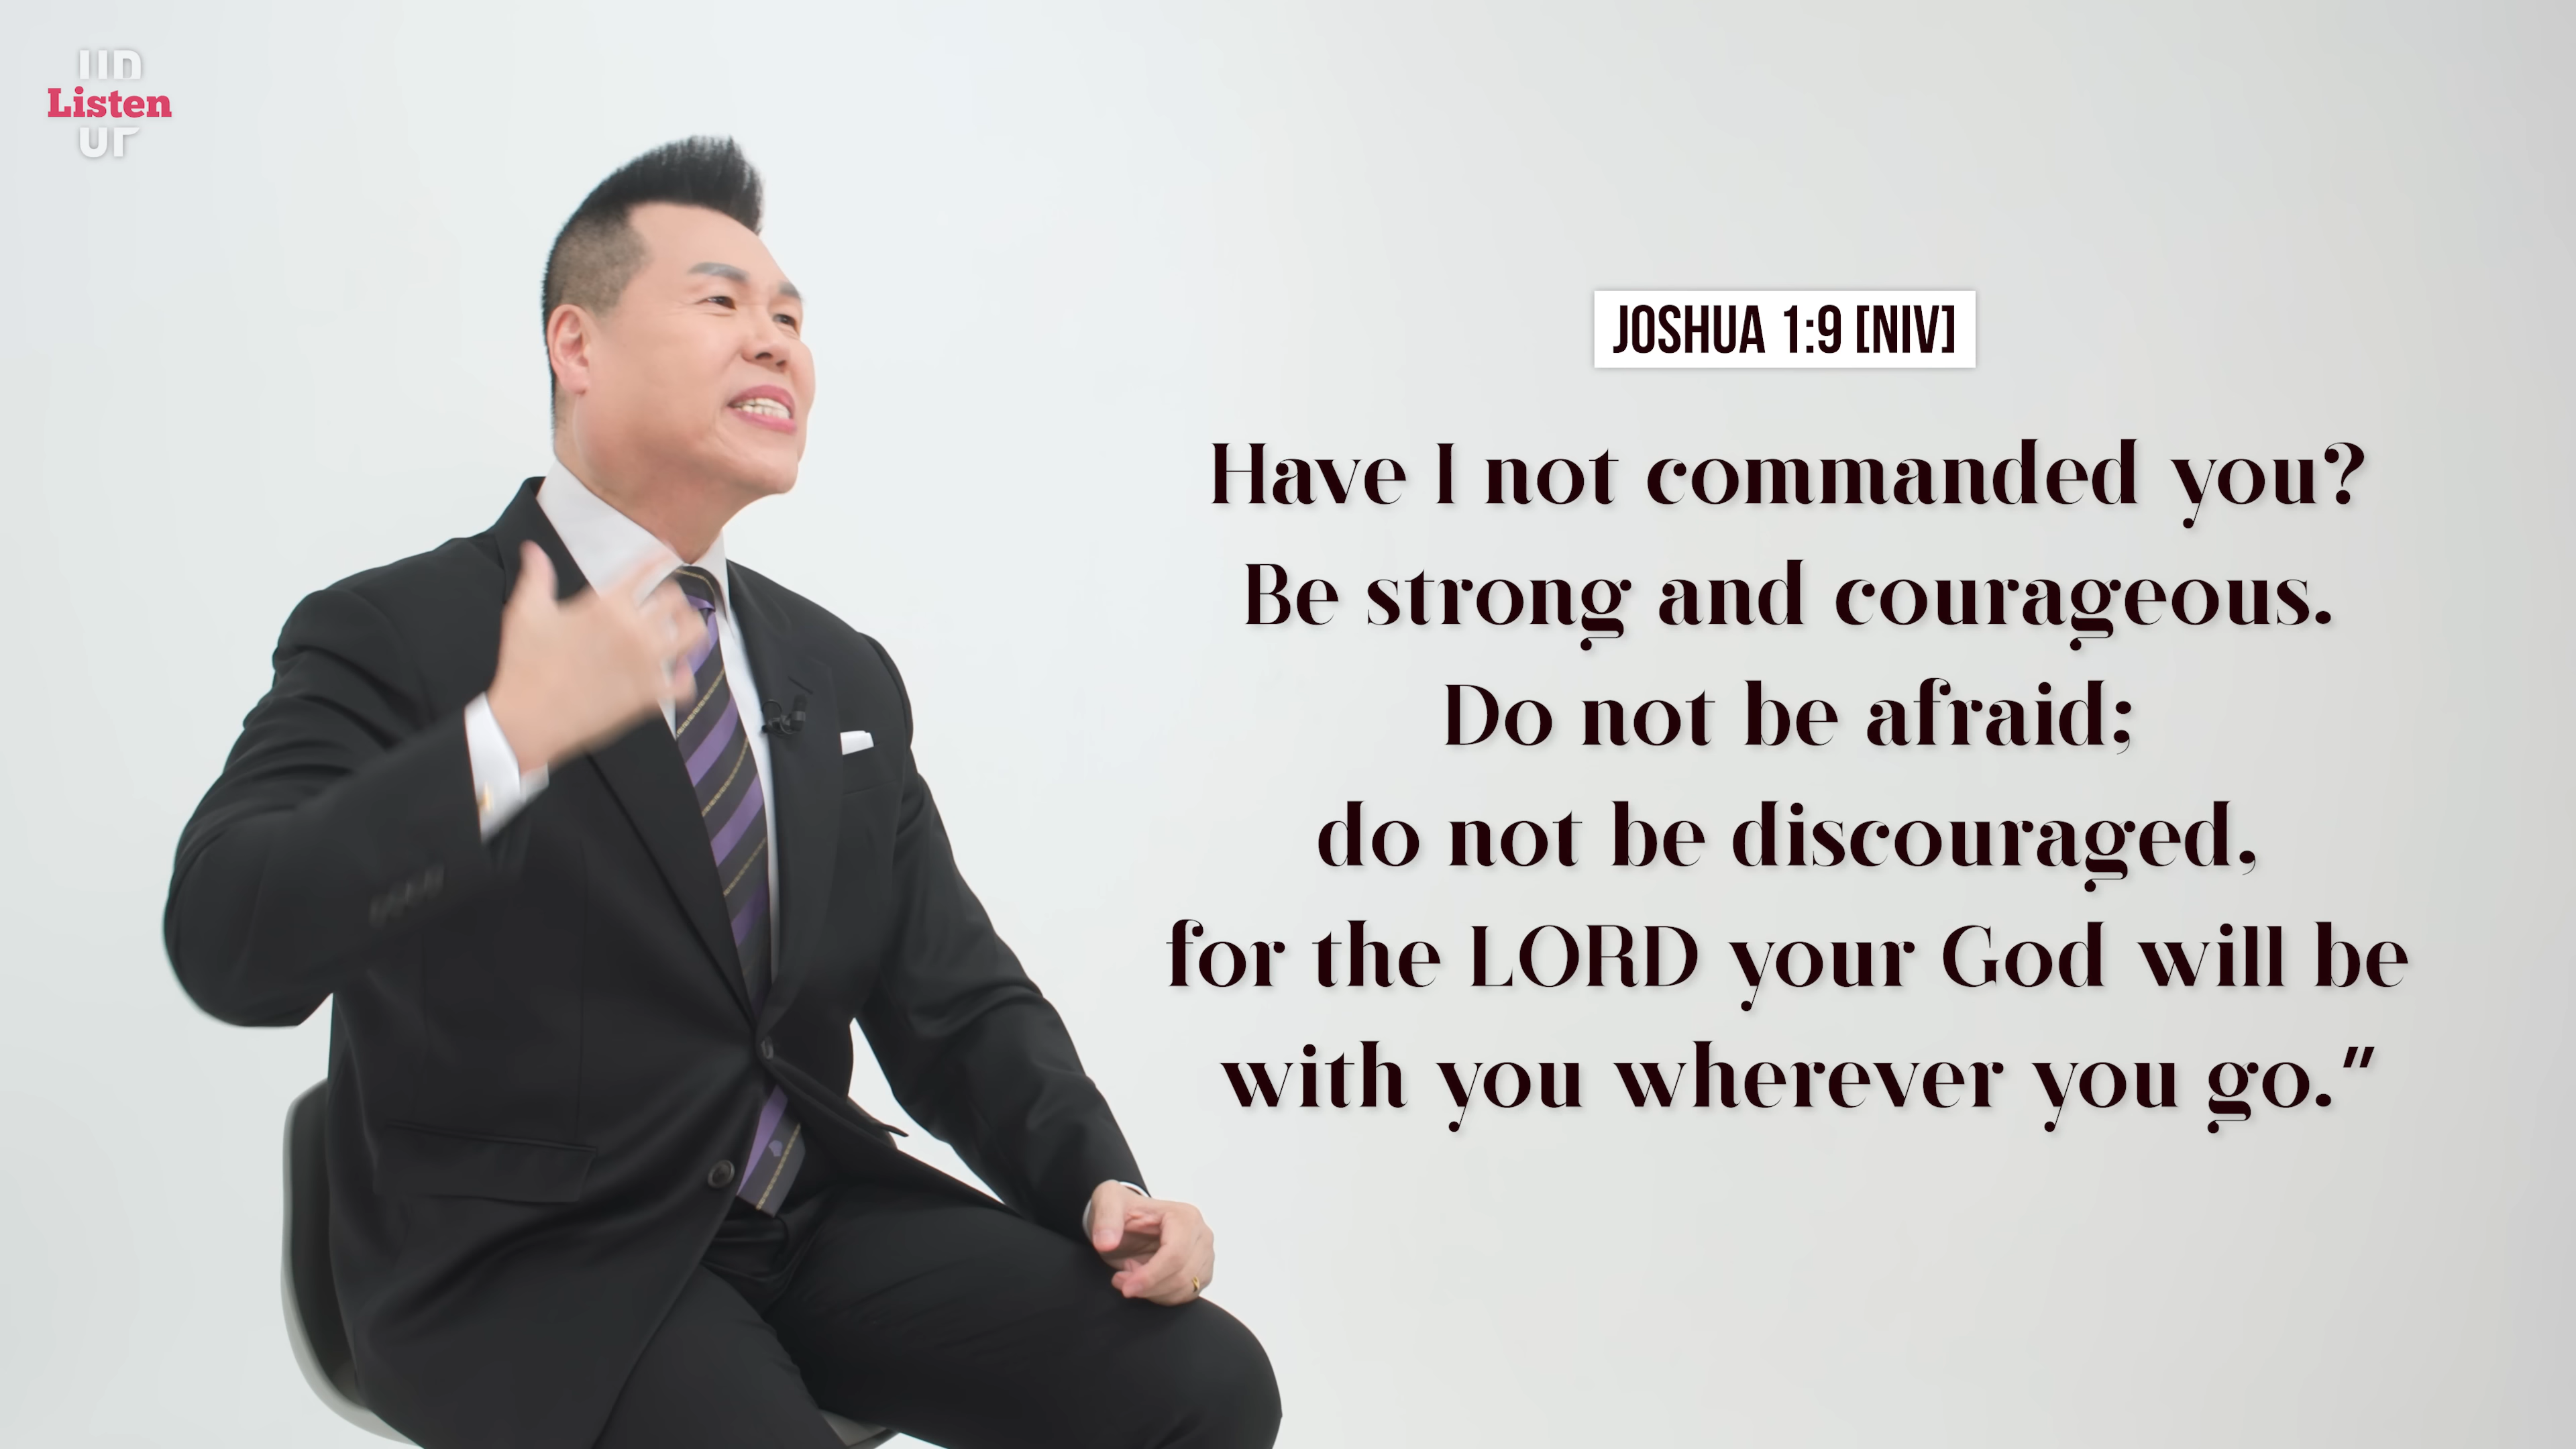 Listen
UP
JOSHUA 1:9 [NIV]
Have I not commanded you?
Be strong and courageous.
Do not be afraid;
do not be discouraged,
for the LORD your God will be
with you wherever you go.”